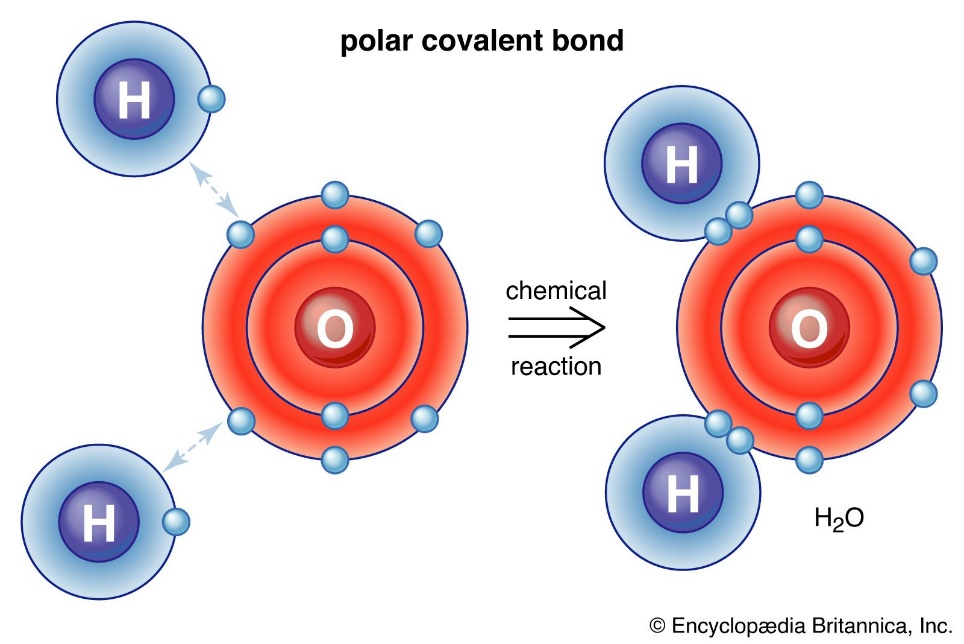 polar covalent bond
H
H
O
H
chemical
reaction
O
H
H₂O
© Encyclopædia Britannica, Inc.